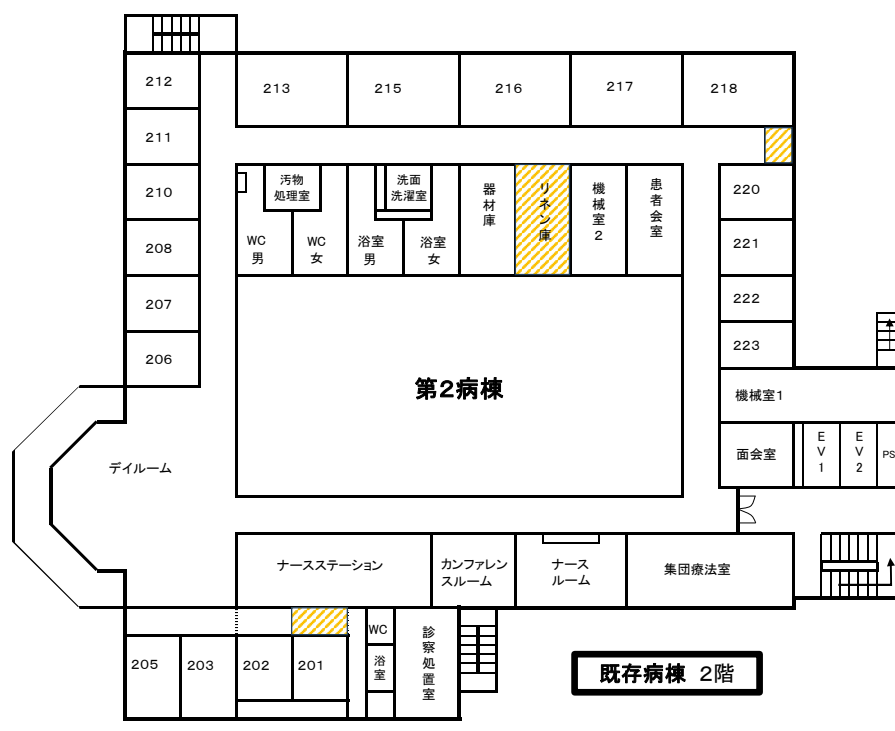 212
213
215
216
217
218
211
210
208
207
206
汚物
処理室
洗面
洗濯室
WC
男
WC
女
浴室
男
浴室
女
器材庫
リネン庫
機械室2
患者会室
220
221
222
223
第2病棟
機械室1
面会室
EV1
EV2
PS
デイルーム
ナースステーション
カンファレン
スルーム
ナース
ルーム
集団療法室
205
203
202
201
WC
浴室
診察処置室
既存病棟 2階